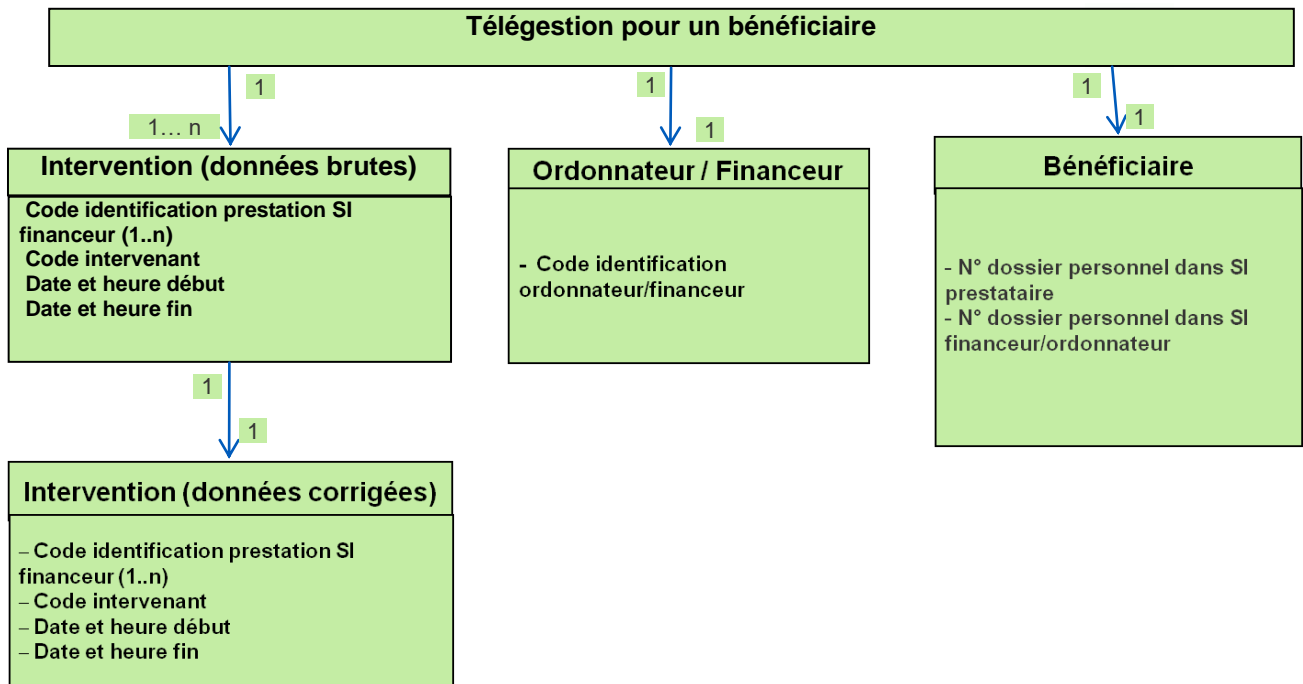 Télégestion pour un bénéficiaire
1
1
1
1... n
1
1
Intervention (données brutes)
Code identification prestation SI
financeur (1..n)
Code intervenant
Date et heure début
Date et heure fin
Ordonnateur / Financeur
- Code identification
ordonnateur/financeur
Bénéficiaire
- N° dossier personnel dans SI
prestataire
- N° dossier personnel dans SI
financeur/ordonnateur
1
1
Intervention (données corrigées)
– Code identification prestation SI
financeur (1..n)
– Code intervenant
– Date et heure début
– Date et heure fin